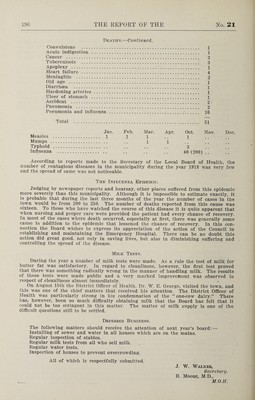 196 THE REPORT OF THE No. 21
DEATHS—Continued.
Convulsions 1
Acute indigestion 1
Cancer 2
Tuberculosis 3
Apoplexy 1
Heart failure 4
Meningitis 2
Old age 1
Diarrhœa 1
Hardening arteries 1
Ulcer of stomach 1
Accident 2
Pneumonia 2
Pneumonia and influenza 16
Total 51
Jan. Feb. Mar. Apr. Oct. Nov. Dec.
Measles
Mumps
Typhoid
Influenza
According to reports made to the Secretary of the Local Board of Health, the
number of contagious diseases in the municipality during the year 1918 was very few
and the spread of same was not noticeable.
THE INFLUENZA EPIDEMIC.
Judging by newspaper reports and hearsay, other places suffered from this epidemic
more severely than this municipality. Although it is impossible to estimate exactly, it
is probable that during the last three months of the year the number of cases in the
town would be from 200 to 250. The number of deaths reported from this cause was
sixteen. To those who have watched the course of this disease it is quite apparent that
when nursing and proper care were provided the patient had every chance of recovery.
In most of the cases where death occurred, especially at first, there was generally some
cause in addition to the epidemic that lessened the chance of recovery. In this con-
nection the Board wishes to express its appreciation of the action of the Council in
establishing and maintaining the Emergency Hospital. There can be no doubt this
action did great good, not only in saving lives, but also in diminishing suffering and
controlling the spread of the disease.
MILK TESTS.
During the year a number of milk tests were made. As a rule the test of milk for
butter fat was satisfactory. In regard to cleanliness, however, the first test proved
that there was something radically wrong in the manner of handling milk. The results
of these tests were made public and a very marked improvement was observed in
respect of cleanliness almost immediately.
On August 15th the District Officer of Health, Dr. W. E. George, visited the town, and
this was one of the chief matters that received his attention. The District Officer of
Health was particularly strong in his condemnation of the "one-cow dairy." There
has, however, been so much difficulty obtaining milk that the Board has felt that it
could not be too stringent in this matter. The matter of milk supply is one of the
difficult questions still to be settled.
DEFERRED BUSINESS.
The following matters should receive the attention of next year's board:—
Installing of sewer and water in all houses which are on the mains.
Regular inspection of stables.
Regular milk tests from all who sell milk.
Regular water tests.
Inspection of houses to prevent overcrowding.
All of which is respectfully submitted.
J. W. WALKER,
Secretary.
R. MOORE, M.D.,
M.O.H.